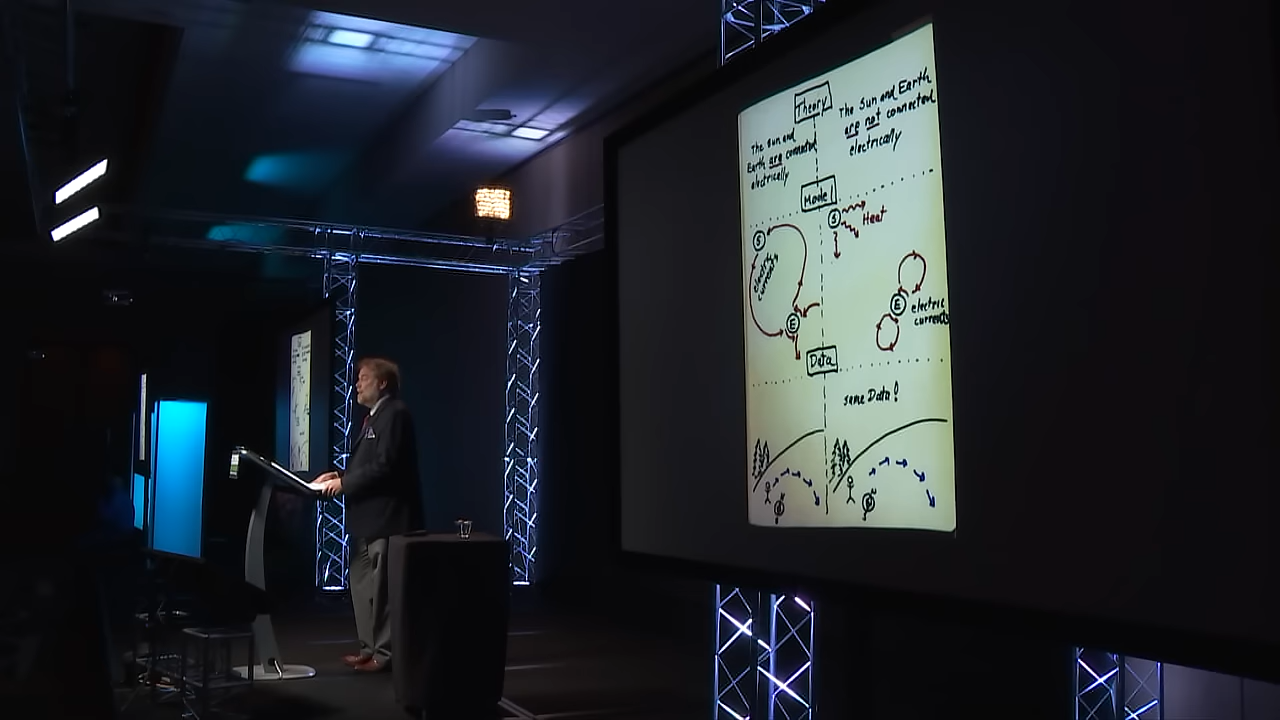 Theory
The Sun and
Earth are connected
electrically
The Sun and Earth
are not connected
electrically
Model
S
Heat
S
electric
currents
E
E
electric
currents
Data
same Data!